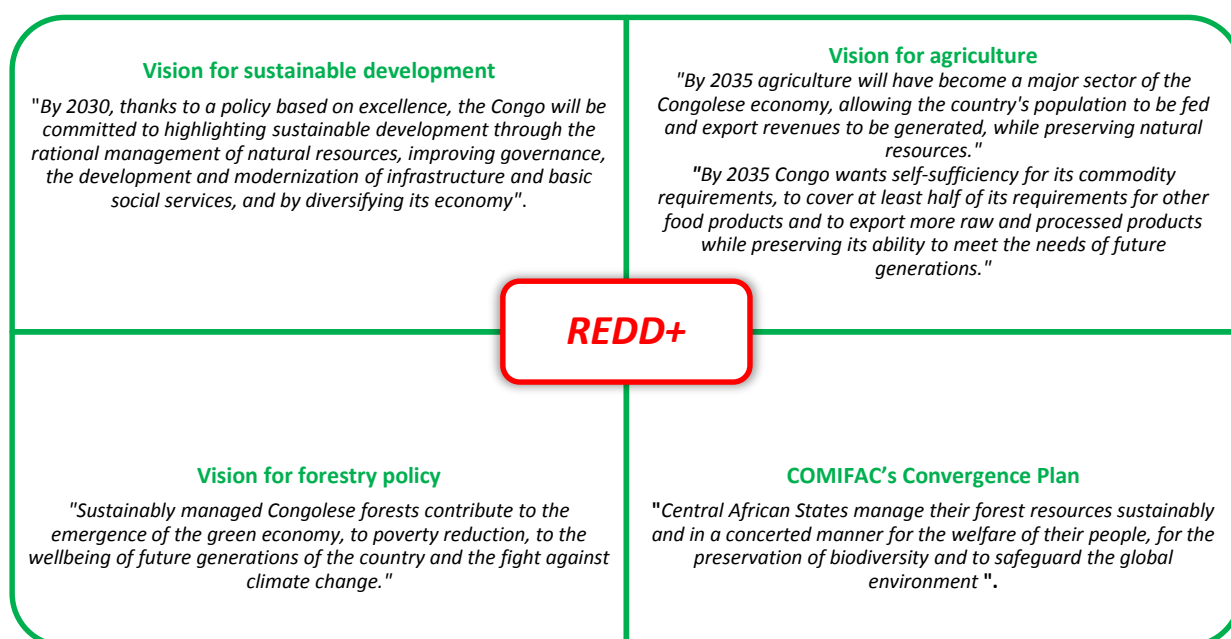 Vision for sustainable development
"By 2030, thanks to a policy based on excellence, the Congo will be
committed to highlighting sustainable development through the
rational management of natural resources, improving governance,
the development and modernization of infrastructure and basic
social services, and by diversifying its economy".
Vision for agriculture
"By 2035 agriculture will have become a major sector of the
Congolese economy, allowing the country's population to be fed
and export revenues to be generated, while preserving natural
resources."
"By 2035 Congo wants self-sufficiency for its commodity
requirements, to cover at least half of its requirements for other
food products and to export more raw and processed products
while preserving its ability to meet the needs of future
generations."
REDD+
Vision for forestry policy
"Sustainably managed Congolese forests contribute to the
emergence of the green economy, to poverty reduction, to the
wellbeing of future generations of the country and the fight against
climate change."
COMIFAC’s Convergence Plan
"Central African States manage their forest resources sustainably
and in a concerted manner for the welfare of their people, for the
preservation of biodiversity and to safeguard the global
environment ".